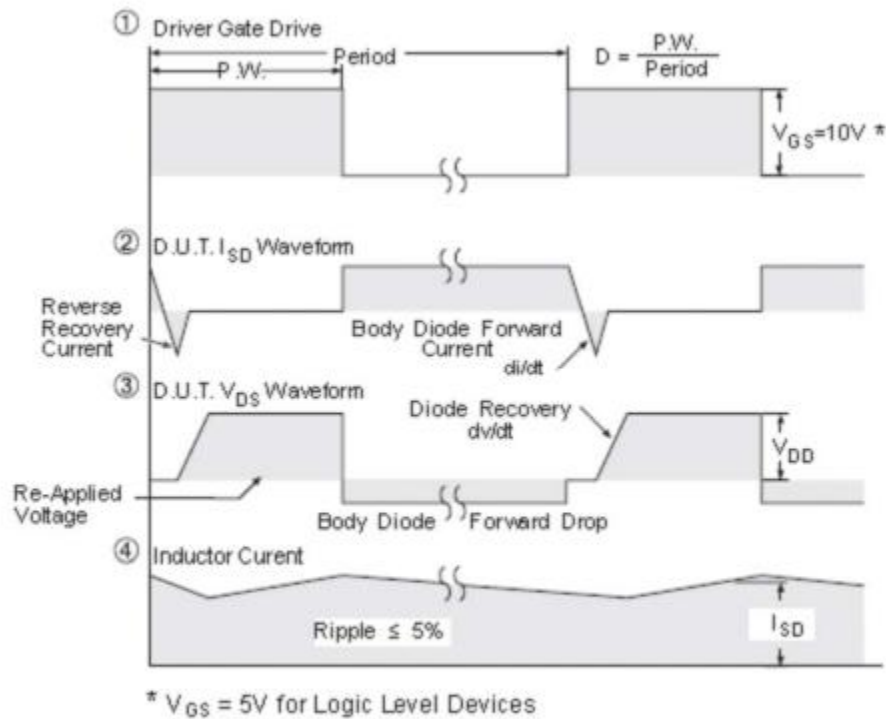 ① Driver Gate Drive
Period
P.W.
D = P.W. / Period
V_GS=10V *
② D.U.T. I_SD Waveform
Reverse
Recovery
Current
Body Diode Forward
Current
di/dt
③ D.U.T. V_DS Waveform
Diode Recovery
dv/dt
V_DD
Re-Applied
Voltage
Body Diode Forward Drop
④ Inductor Curent
Ripple ≤ 5%
I_SD
* V_GS = 5V for Logic Level Devices